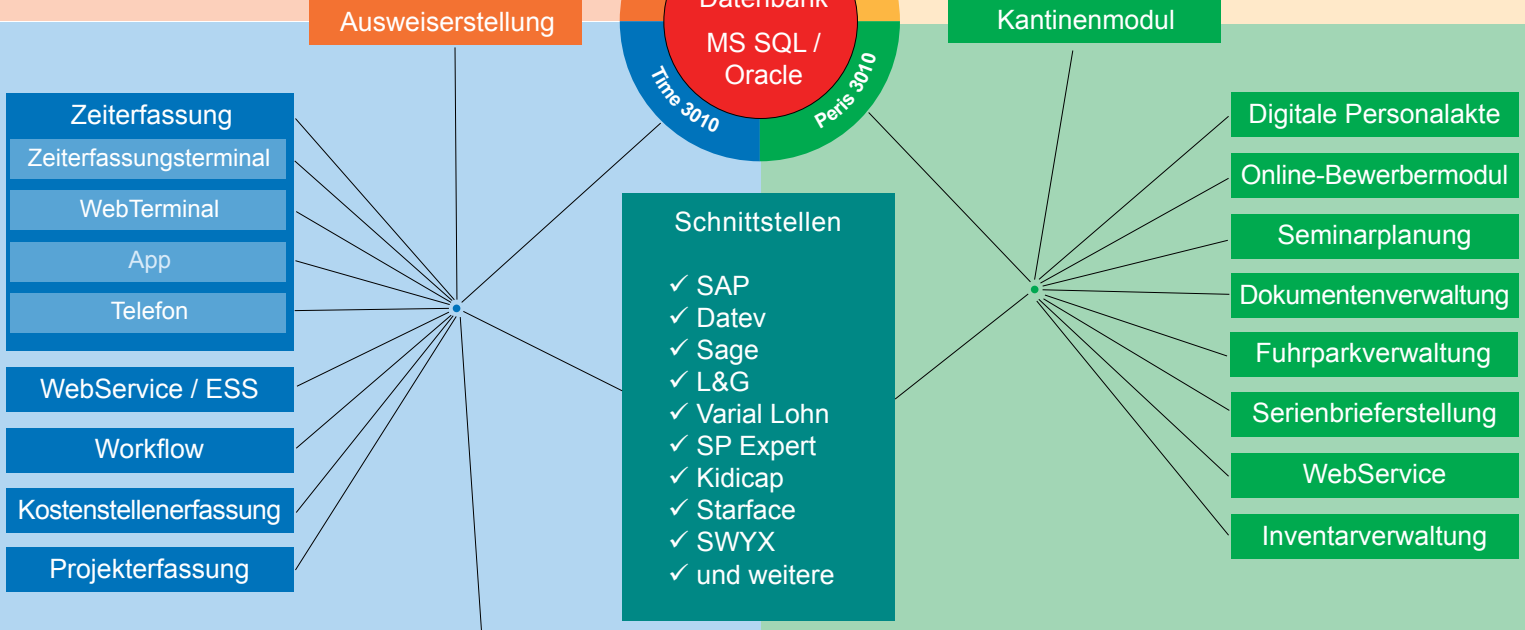 Ausweiserstellung
Datenbank
MS SQL /
Oracle
Time 3010
Peris 3010
Kantinenmodul
Zeiterfassung
Zeiterfassungsterminal
WebTerminal
App
Telefon
WebService / ESS
Workflow
Kostenstellenerfassung
Projekterfassung
Schnittstellen
✓ SAP
✓ Datev
✓ Sage
✓ L&G
✓ Varial Lohn
✓ SP Expert
✓ Kidicap
✓ Starface
✓ SWYX
✓ und weitere
Digitale Personalakte
Online-Bewerbermodul
Seminarplanung
Dokumentenverwaltung
Fuhrparkverwaltung
Serienbrieferstellung
WebService
Inventarverwaltung